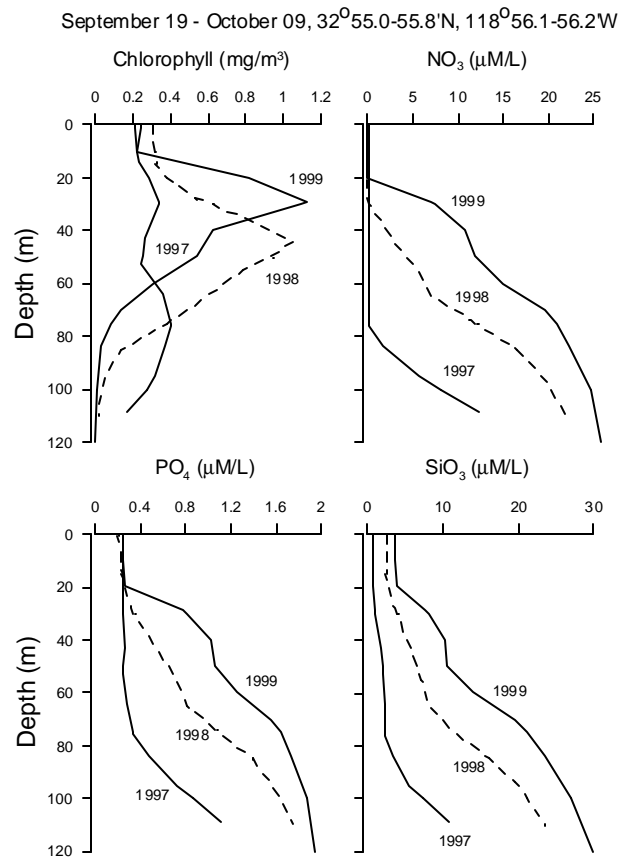 September 19 - October 09, 32°55.0-55.8'N, 118°56.1-56.2'W
Chlorophyll (mg/m³)
0 0.2 0.4 0.6 0.8 1 1.2
Depth (m)
0
20
40
60
80
100
120
1999
1997
1998
NO₃ (μM/L)
0 5 10 15 20 25
1999
1998
1997
PO₄ (μM/L)
0 0.4 0.8 1.2 1.6 2
Depth (m)
0
20
40
60
80
100
120
1999
1998
1997
SiO₃ (μM/L)
0 10 20 30
1999
1998
1997